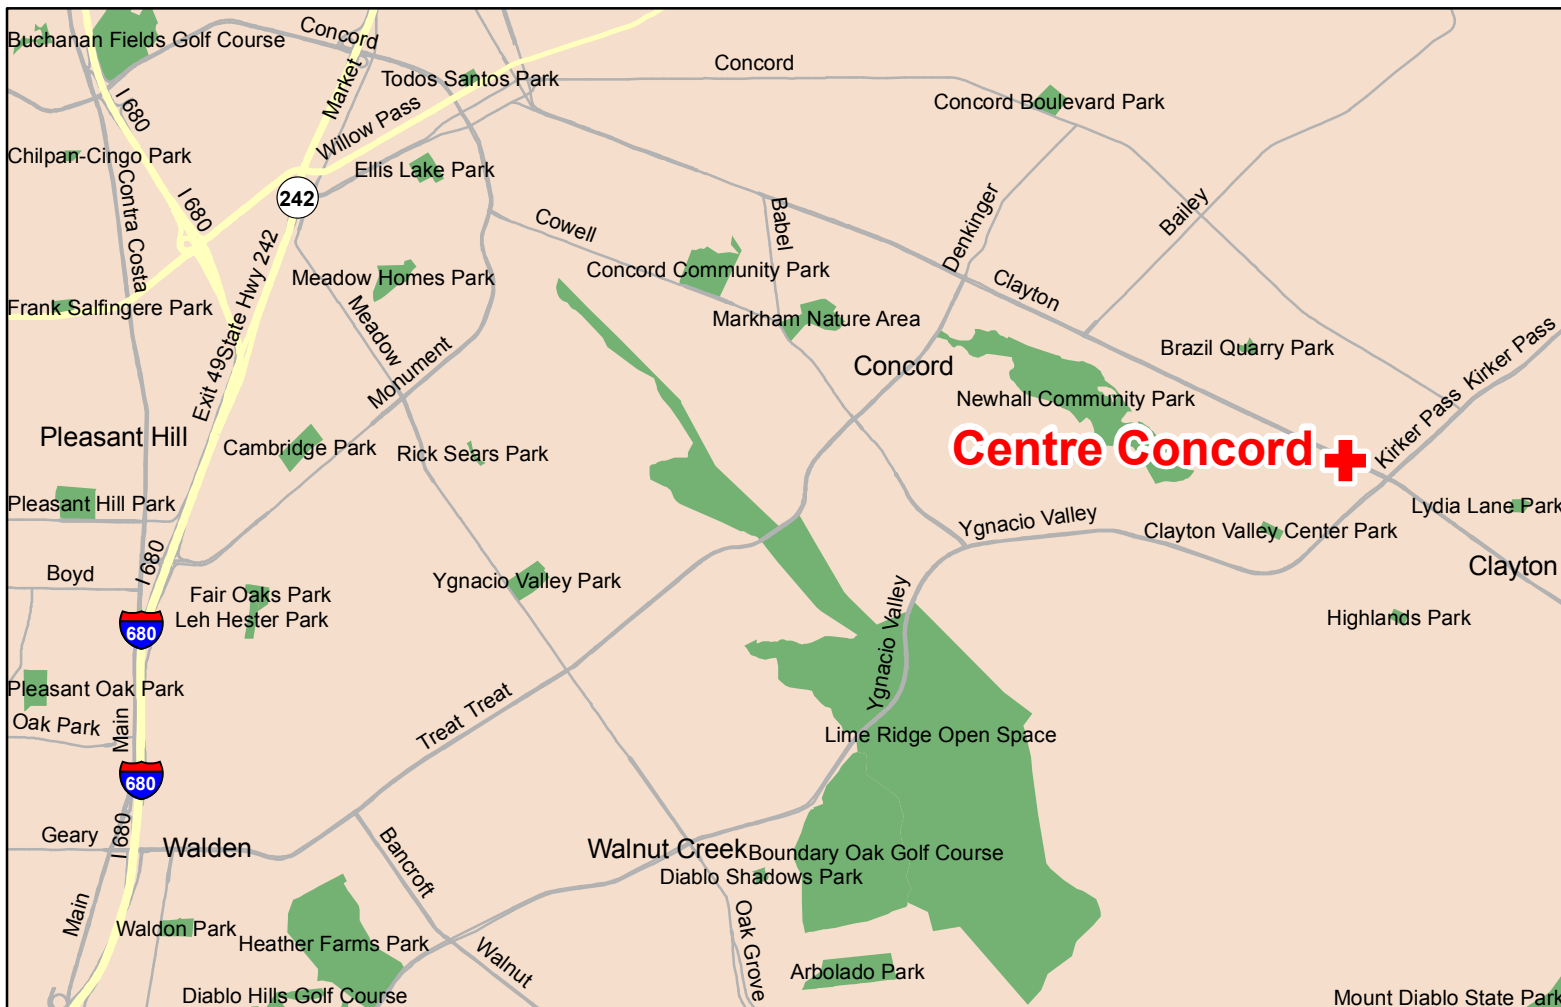 Concord
Buchanan Fields Golf Course
Concord
Todos Santos Park
Market
I 680
Concord Boulevard Park
Willow Pass
Chilpan-Cingo Park
Ellis Lake Park
242
Contra Costa
I 680
Cowell
Babel
Denkinger
Bailey
Meadow Homes Park
Concord Community Park
Clayton
Frank Salfingere Park
Exit 49State Hwy 242
Meadow
Markham Nature Area
Monument
Concord
Brazil Quarry Park
Kirker Pass
Kirker Pass
Newhall Community Park
Pleasant Hill
Cambridge Park
Rick Sears Park
Centre Concord
Pleasant Hill Park
Lydia Lane Park
Ygnacio Valley
Clayton Valley Center Park
I 680
Boyd
Clayton
Fair Oaks Park
Ygnacio Valley Park
Leh Hester Park
Highlands Park
680
Ygnacio Valley
Pleasant Oak Park
Oak Park
Main
Treat Treat
Lime Ridge Open Space
680
Geary
I 680
Walden
Bancroft
Walnut Creek
Boundary Oak Golf Course
Diablo Shadows Park
Main
Waldon Park
Heather Farms Park
Walnut
Oak Grove
Arbolado Park
Diablo Hills Golf Course
Mount Diablo State Park